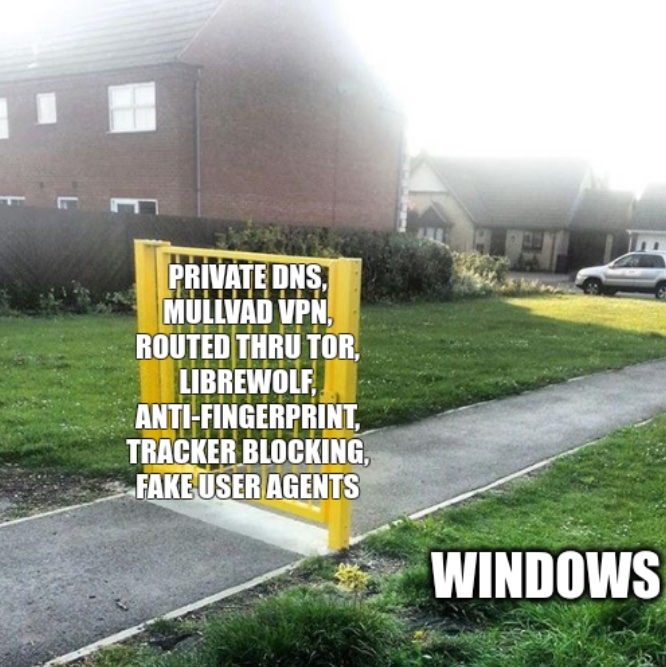 PRIVATE DNS,
MULLVAD VPN,
ROUTED THRU TOR,
LIBREWOLF,
ANTI-FINGERPRINT,
TRACKER BLOCKING,
FAKE USER AGENTS
WINDOWS